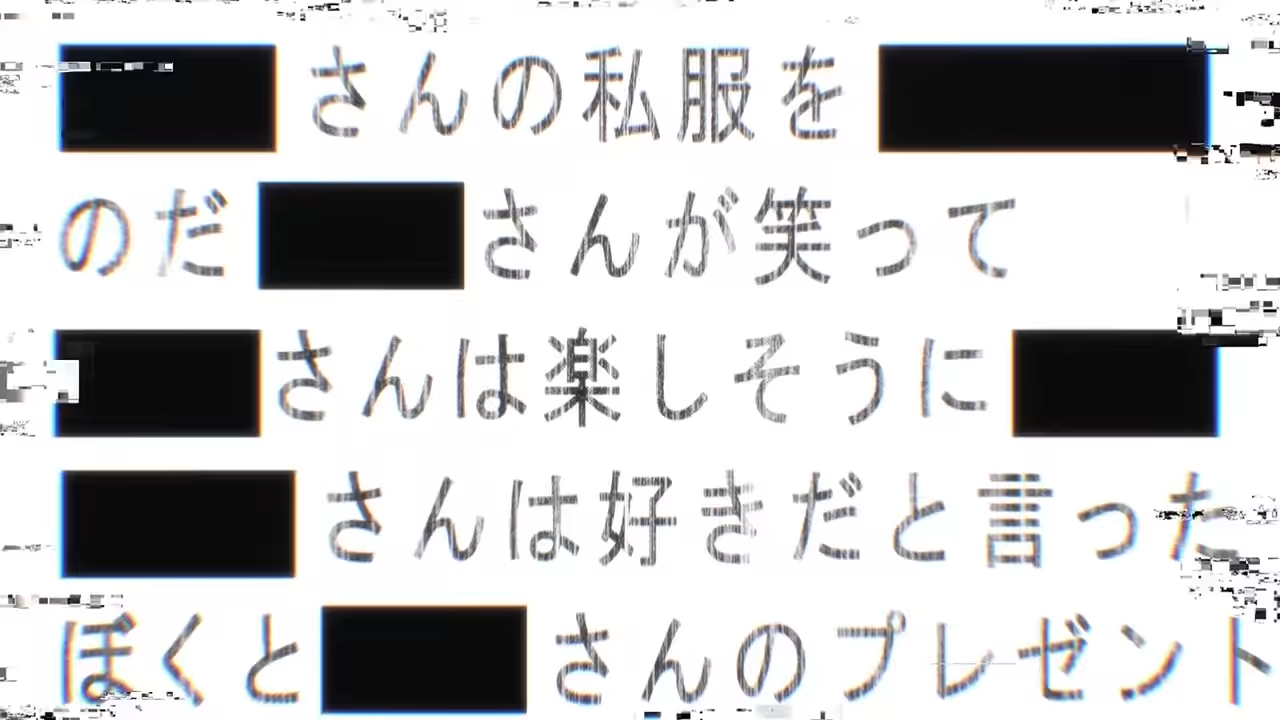 さんの私服を
のだ さんが笑って
さんは楽しそうに
さんは好きだと言った
ぼくと さんのプレゼント